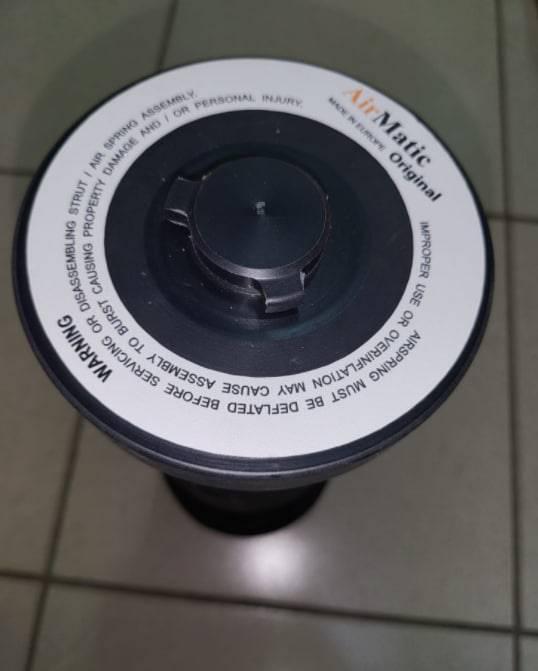 AirMatic
MADE IN EUROPE Original
WARNING
AIRSPRING MUST BE DEFLATED BEFORE SERVICING OR DISASSEMBLING STRUT / AIR SPRING ASSEMBLY.
IMPROPER USE OR OVERINFLATION MAY CAUSE ASSEMBLY TO BURST CAUSING PROPERTY DAMAGE AND / OR PERSONAL INJURY.